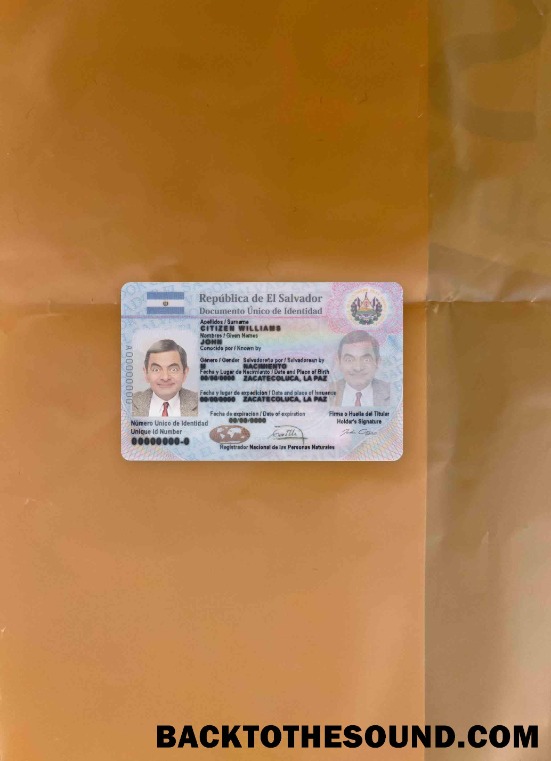 República de El Salvador
Documento Único de Identidad
Apellidos / Surname
CITIZEN WILLIAMS
Nombres / Given Names
JOHN
Conocido por / Known by
Género / Gender Salvadoreño por / Salvadorean by
M NACIMIENTO
Fecha y Lugar de Nacimiento / Date and Place of Birth
00/00/0000 ZACATECOLUCA, LA PAZ
Fecha y lugar de expedición / Date and place of Issuance
00/00/0000 ZACATECOLUCA, LA PAZ
Fecha de expiración / Date of expiration
00/00/0000
Firma o Huella del Titular
Holder's Signature
Número Unico de Identidad
Unique Id Number
00000000-0
Registrador Nacional de las Personas Naturales
A00000000
BACKTOTHESOUND.COM